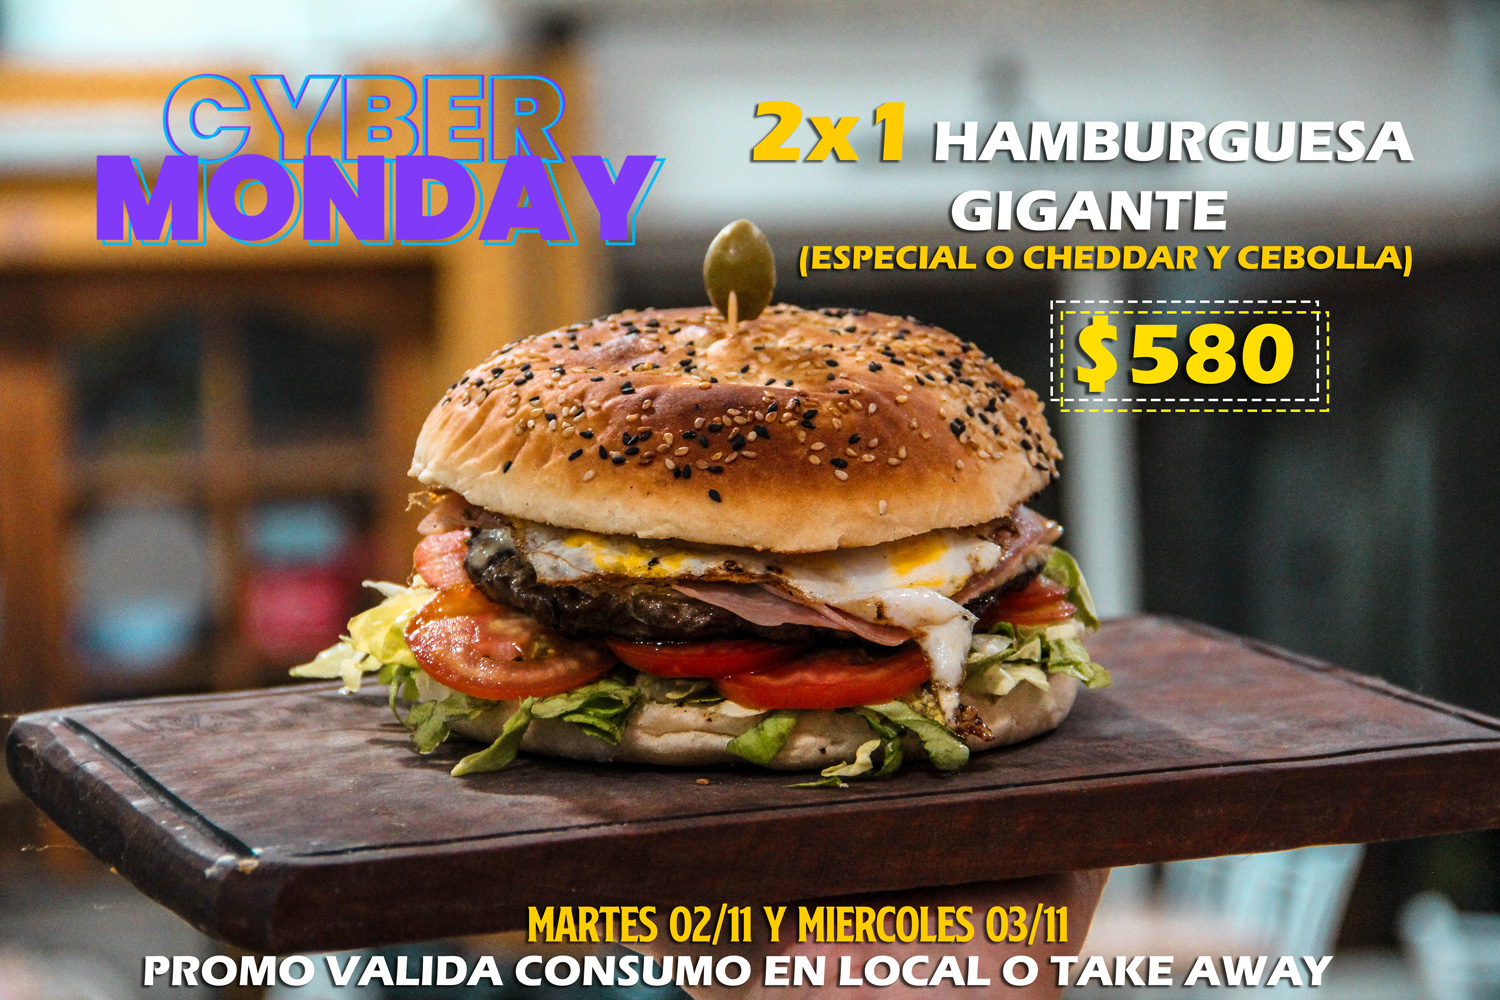 CYBER
MONDAY
2x1 HAMBURGUESA
GIGANTE
(ESPECIAL O CHEDDAR Y CEBOLLA)
$580
MARTES 02/11 Y MIERCOLES 03/11
PROMO VALIDA CONSUMO EN LOCAL O TAKE AWAY